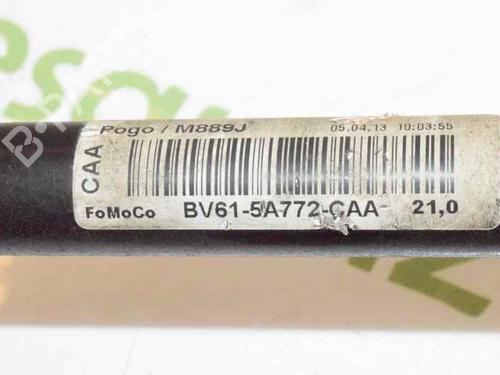 Pogo / M889J 05.04.13 10:03:55
CAA
FoMoCo BV61-5A772-CAA 21,0